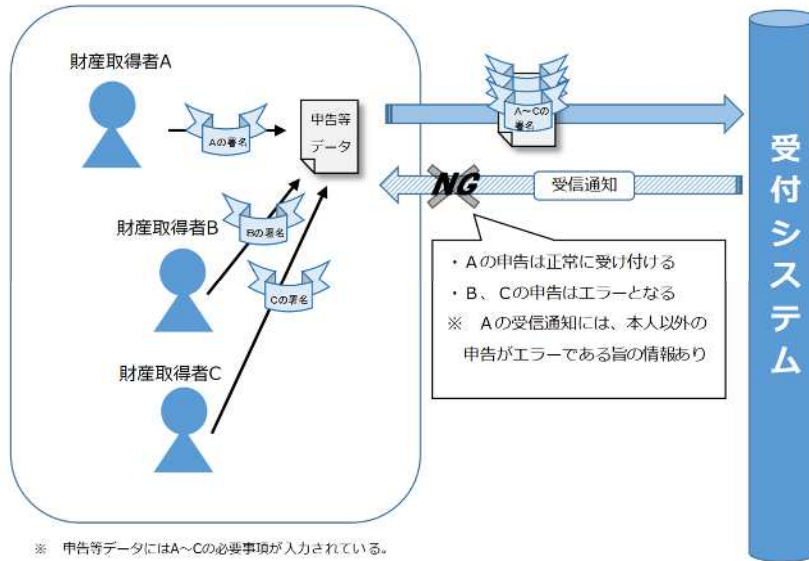 財産取得者A
Aの署名
申告等
データ
A～Cの
署名
財産取得者B
Bの署名
Cの署名
NG
受信通知
・Aの申告は正常に受け付ける
・B、Cの申告はエラーとなる
※ Aの受信通知には、本人以外の
申告がエラーである旨の情報あり
財産取得者C
受付システム
※ 申告等データにはA～Cの必要事項が入力されている。